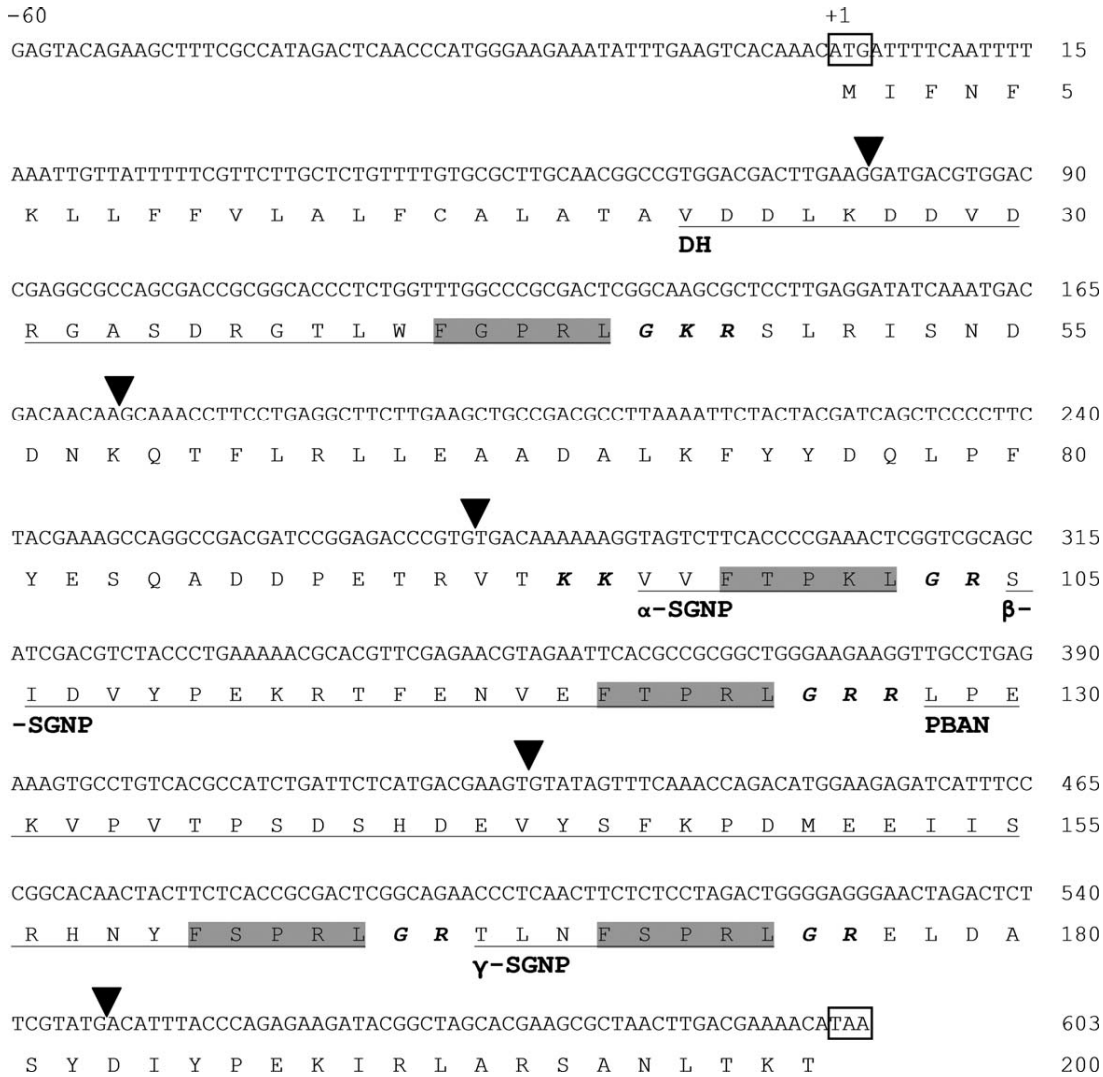 −60 +1
GAGTACAGAAGCTTTCGCCATAGACTCAACCCATGGGAAGAAATATTTGAAGTCACAAACATGATTTTCAATTTT 15
M I F N F 5
AAATTGTTATTTTTCGTTCTTGCTCTGTTTTGTGCGCTTGCAACGGCCGTGGACGACTTGAAGGATGACGTGGAC 90
K L L F F V L A L F C A L A T A V D D L K D D V D 30
DH
CGAGGCGCCAGCGACCGCGGCACCCTCTGGTTTGGCCCGCGACTCGGCAAGCGCTCCTTGAGGATATCAAATGAC 165
R G A S D R G T L W F G P R L G K R S L R I S N D 55
GACAACAAGCAAACCTTCCTGAGGCTTCTTGAAGCTGCCGACGCCTTAAAATTCTACTACGATCAGCTCCCCTTC 240
D N K Q T F L R L L E A A D A L K F Y Y D Q L P F 80
TACGAAAGCCAGGCCGACGATCCGGAGACCCGTGTGACAAAAAAGGTAGTCTTCACCCCGAAACTCGGTCGCAGC 315
Y E S Q A D D P E T R V T K K V V F T P K L G R S 105
α-SGNP β-
ATCGACGTCTACCCTGAAAAACGCACGTTCGAGAACGTAGAATTCACGCCGCGGCTGGGAAGAAGGTTGCCTGAG 390
I D V Y P E K R T F E N V E F T P R L G R R L P E 130
-SGNP PBAN
AAAGTGCCTGTCACGCCATCTGATTCTCATGACGAAGTGTATAGTTTCAAACCAGACATGGAAGAGATCATTTCC 465
K V P V T P S D S H D E V Y S F K P D M E E I I S 155
CGGCACAACTACTTCTCACCGCGACTCGGCAGAACCCTCAACTTCTCTCCTAGACTGGGGAGGGAACTAGACTCT 540
R H N Y F S P R L G R T L N F S P R L G R E L D A 180
γ-SGNP
TCGTATGACATTTACCCAGAGAAGATACGGCTAGCACGAAGCGCTAACTTGACGAAAACATAA 603
S Y D I Y P E K I R L A R S A N L T K T 200